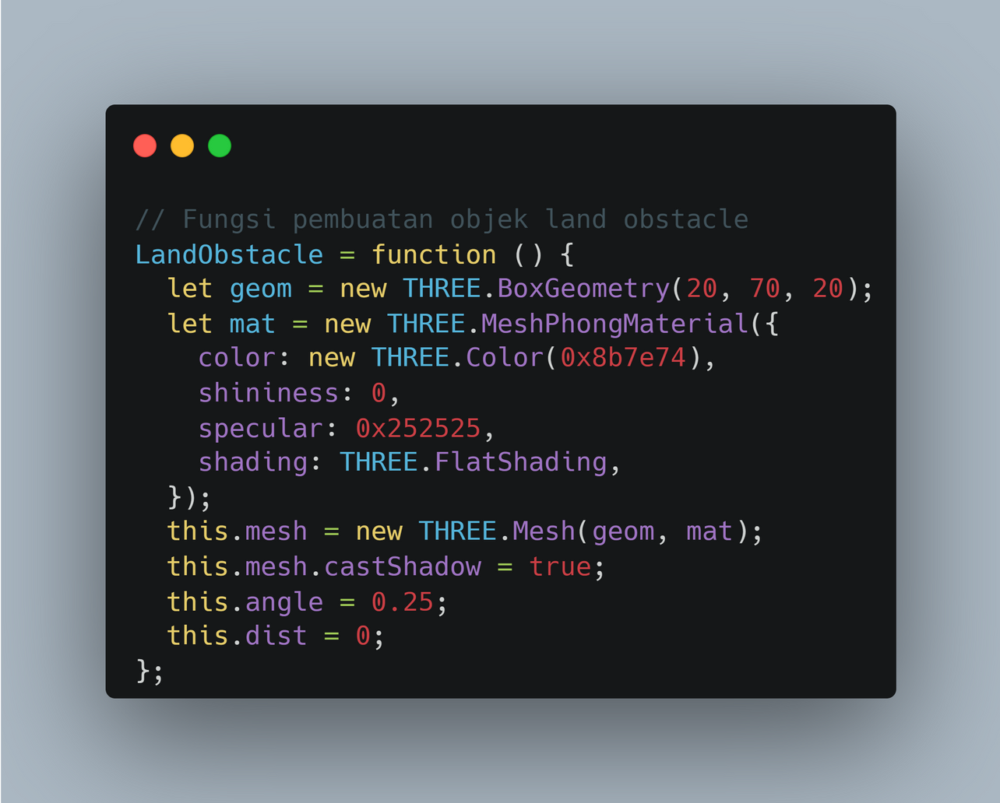 // Fungsi pembuatan objek land obstacle
LandObstacle = function () {
  let geom = new THREE.BoxGeometry(20, 70, 20);
  let mat = new THREE.MeshPhongMaterial({
    color: new THREE.Color(0x8b7e74),
    shininess: 0,
    specular: 0x252525,
    shading: THREE.FlatShading,
  });
  this.mesh = new THREE.Mesh(geom, mat);
  this.mesh.castShadow = true;
  this.angle = 0.25;
  this.dist = 0;
};